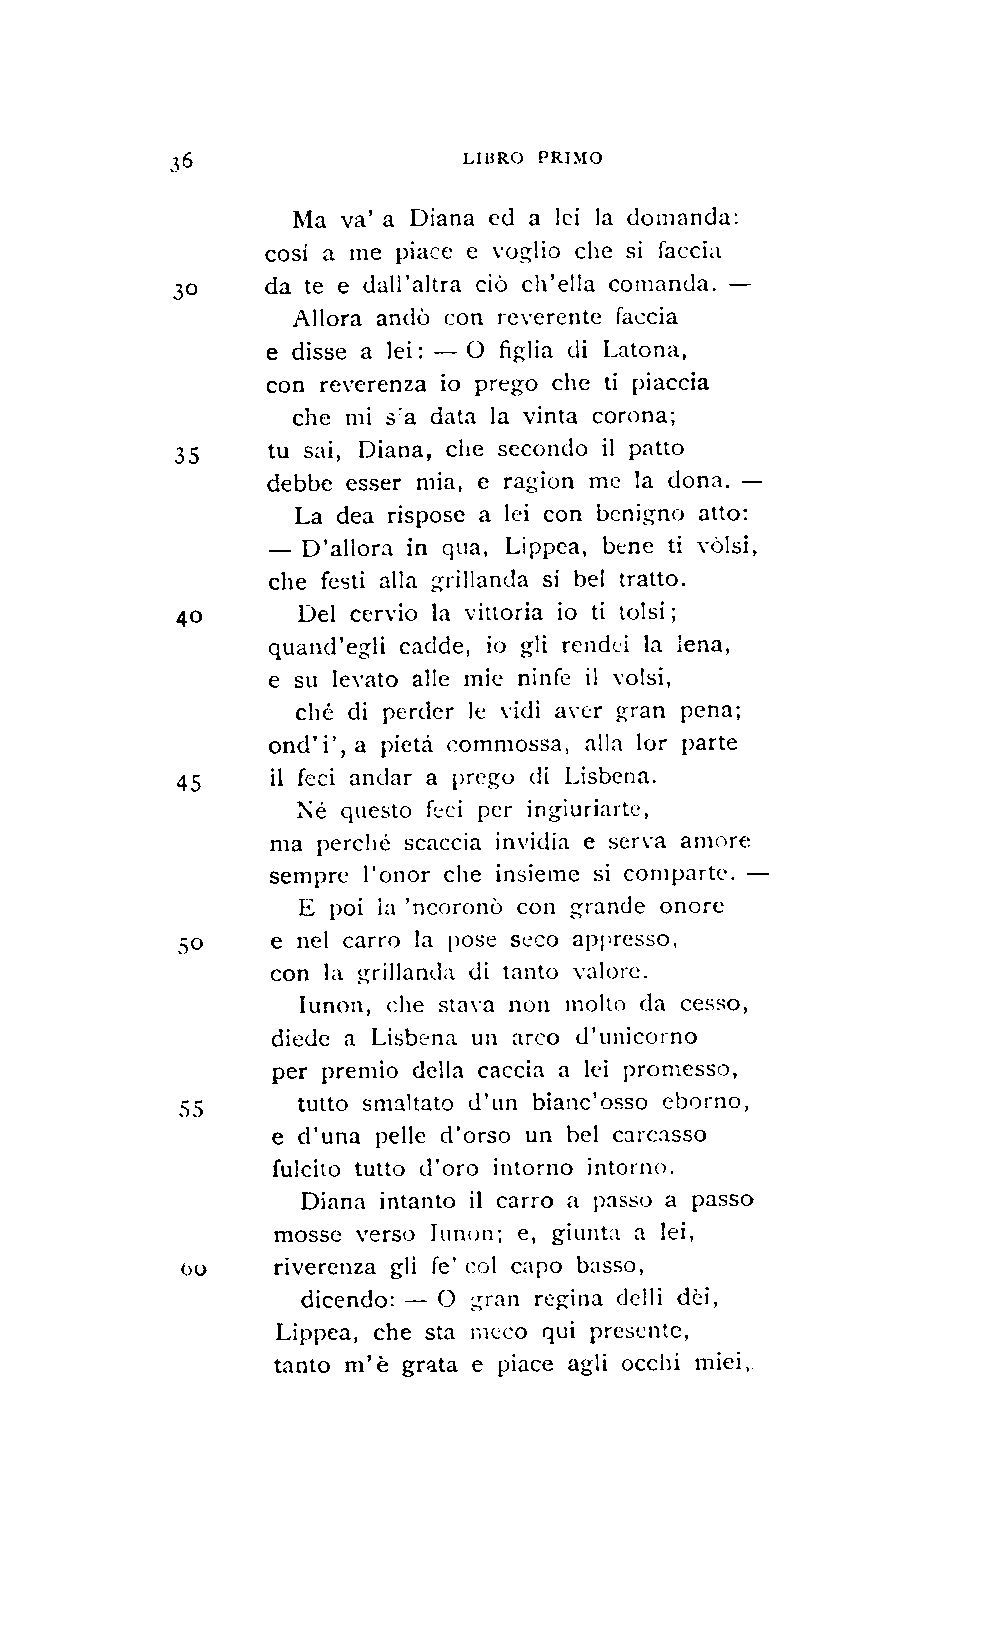 36 LIBRO PRIMO
Ma va' a Diana ed a lei la domanda:
cosí a me piace e voglio che si faccia
30 da te e dall'altra ciò ch'ella comanda. —
Allora andò con reverente faccia
e disse a lei: — O figlia di Latona,
con reverenza io prego che ti piaccia
che mi sia data la vinta corona;
35 tu sai, Diana, che secondo il patto
debbe esser mia, e ragion me la dona. —
La dea rispose a lei con benigno atto:
— D'allora in qua, Lippea, bene ti vòlsi,
che festi alla grillanda si bel tratto.
40 Del cervio la vittoria io ti tolsi;
quand'egli cadde, io gli rendei la lena,
e su levato alle mie ninfe il volsi,
ché di perder le vidi aver gran pena;
ond'i', a pietá commossa, alla lor parte
45 il feci andar a prego di Lisbena.
Né questo feci per ingiuriarte,
ma perché scaccia invidia e serva amore
sempre l'onor che insieme si comparte. —
E poi la 'ncoronò con grande onore
50 e nel carro la pose seco appresso,
con la grillanda di tanto valore.
Iunon, che stava non molto da cesso,
diede a Lisbena un arco d'unicorno
per premio della caccia a lei promesso,
55 tutto smaltato d'un bianc'osso eborno,
e d'una pelle d'orso un bel carcasso
fulcito tutto d'oro intorno intorno.
Diana intanto il carro a passo a passo
mosse verso Iunon; e, giunta a lei,
60 riverenza gli fe' col capo basso,
dicendo: — O gran regina delli dèi,
Lippea, che sta meco qui presente,
tanto m'è grata e piace agli occhi miei,